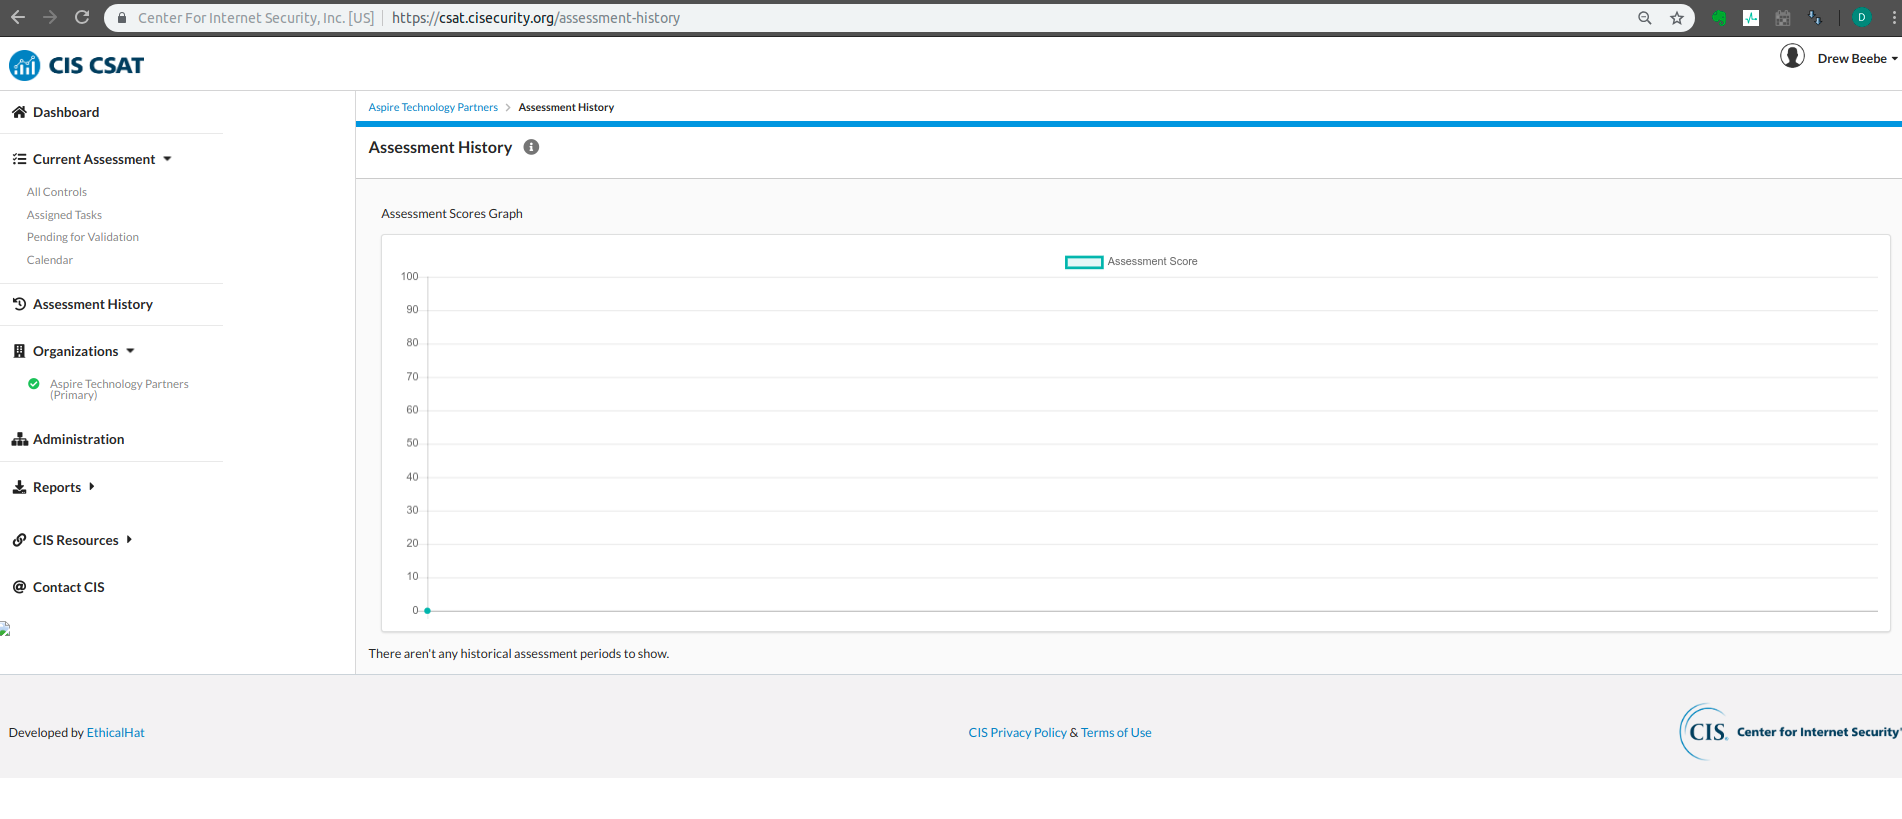 Center For Internet Security, Inc. [US] https://csat.cisecurity.org/assessment-history
D
CIS CSAT
Drew Beebe
Dashboard
Current Assessment
All Controls
Assigned Tasks
Pending for Validation
Calendar
Assessment History
Organizations
Aspire Technology Partners
(Primary)
Administration
Reports
CIS Resources
@ Contact CIS
Aspire Technology Partners > Assessment History
Assessment History
Assessment Scores Graph
Assessment Score
100
90
80
70
60
50
40
30
20
10
0
There aren't any historical assessment periods to show.
Developed by EthicalHat
CIS Privacy Policy & Terms of Use
CIS. Center for Internet Security